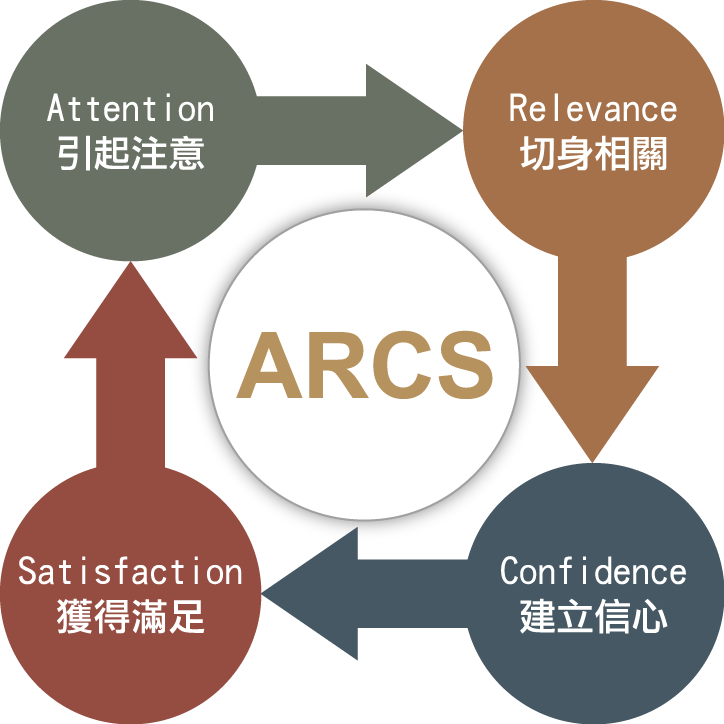 Attention
引起注意
Relevance
切身相關
ARCS
Satisfaction
獲得滿足
Confidence
建立信心